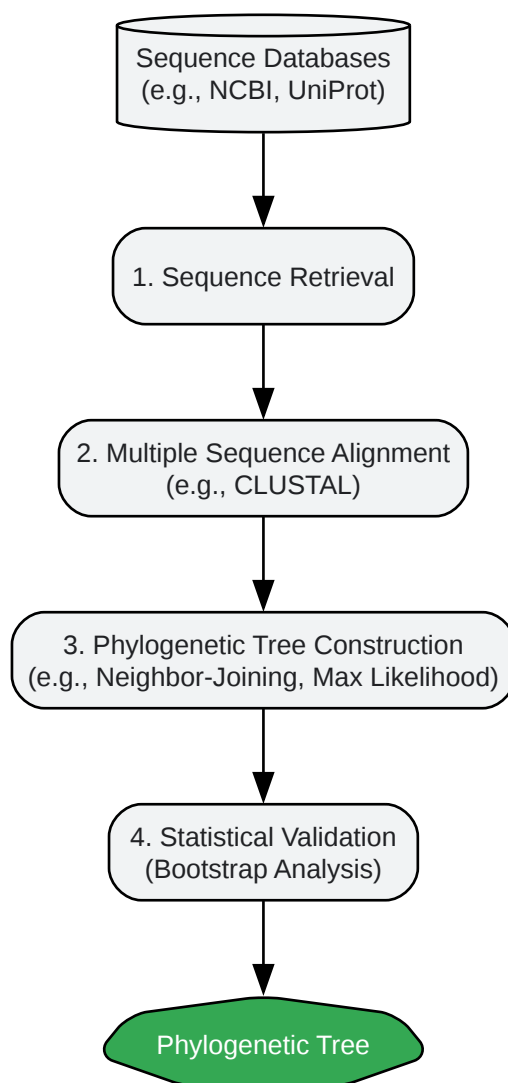 Sequence Databases
(e.g., NCBI, UniProt)
1. Sequence Retrieval
2. Multiple Sequence Alignment
(e.g., CLUSTAL)
3. Phylogenetic Tree Construction
(e.g., Neighbor-Joining, Max Likelihood)
4. Statistical Validation
(Bootstrap Analysis)
Phylogenetic Tree